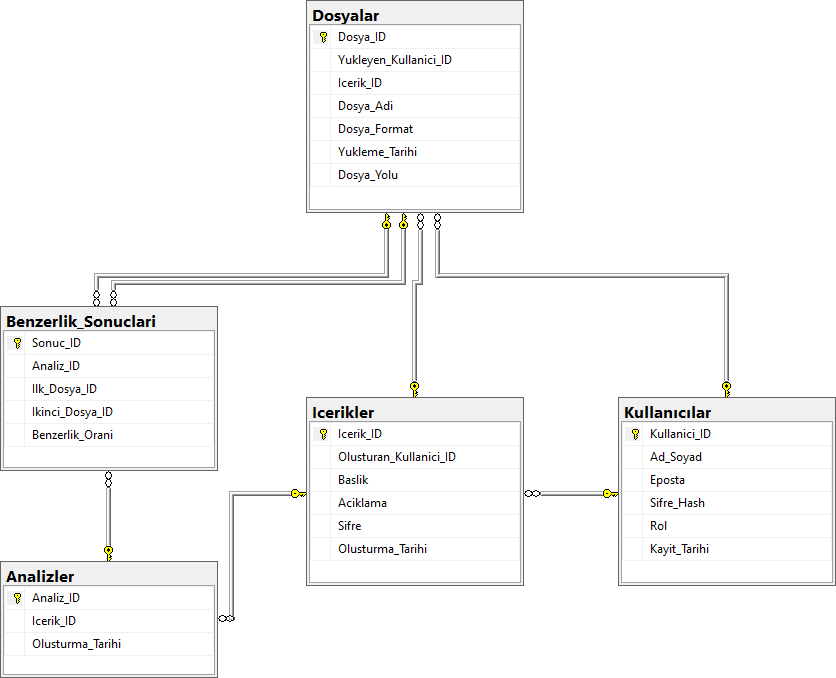 Dosyalar
Dosya_ID
Yukleyen_Kullanici_ID
Icerik_ID
Dosya_Adi
Dosya_Format
Yukleme_Tarihi
Dosya_Yolu
Benzerlik_Sonuclari
Sonuc_ID
Analiz_ID
Ilk_Dosya_ID
Ikinci_Dosya_ID
Benzerlik_Orani
Icerikler
Icerik_ID
Olusturan_Kullanici_ID
Baslik
Aciklama
Sifre
Olusturma_Tarihi
Kullanıcılar
Kullanici_ID
Ad_Soyad
Eposta
Sifre_Hash
Rol
Kayit_Tarihi
Analizler
Analiz_ID
Icerik_ID
Olusturma_Tarihi